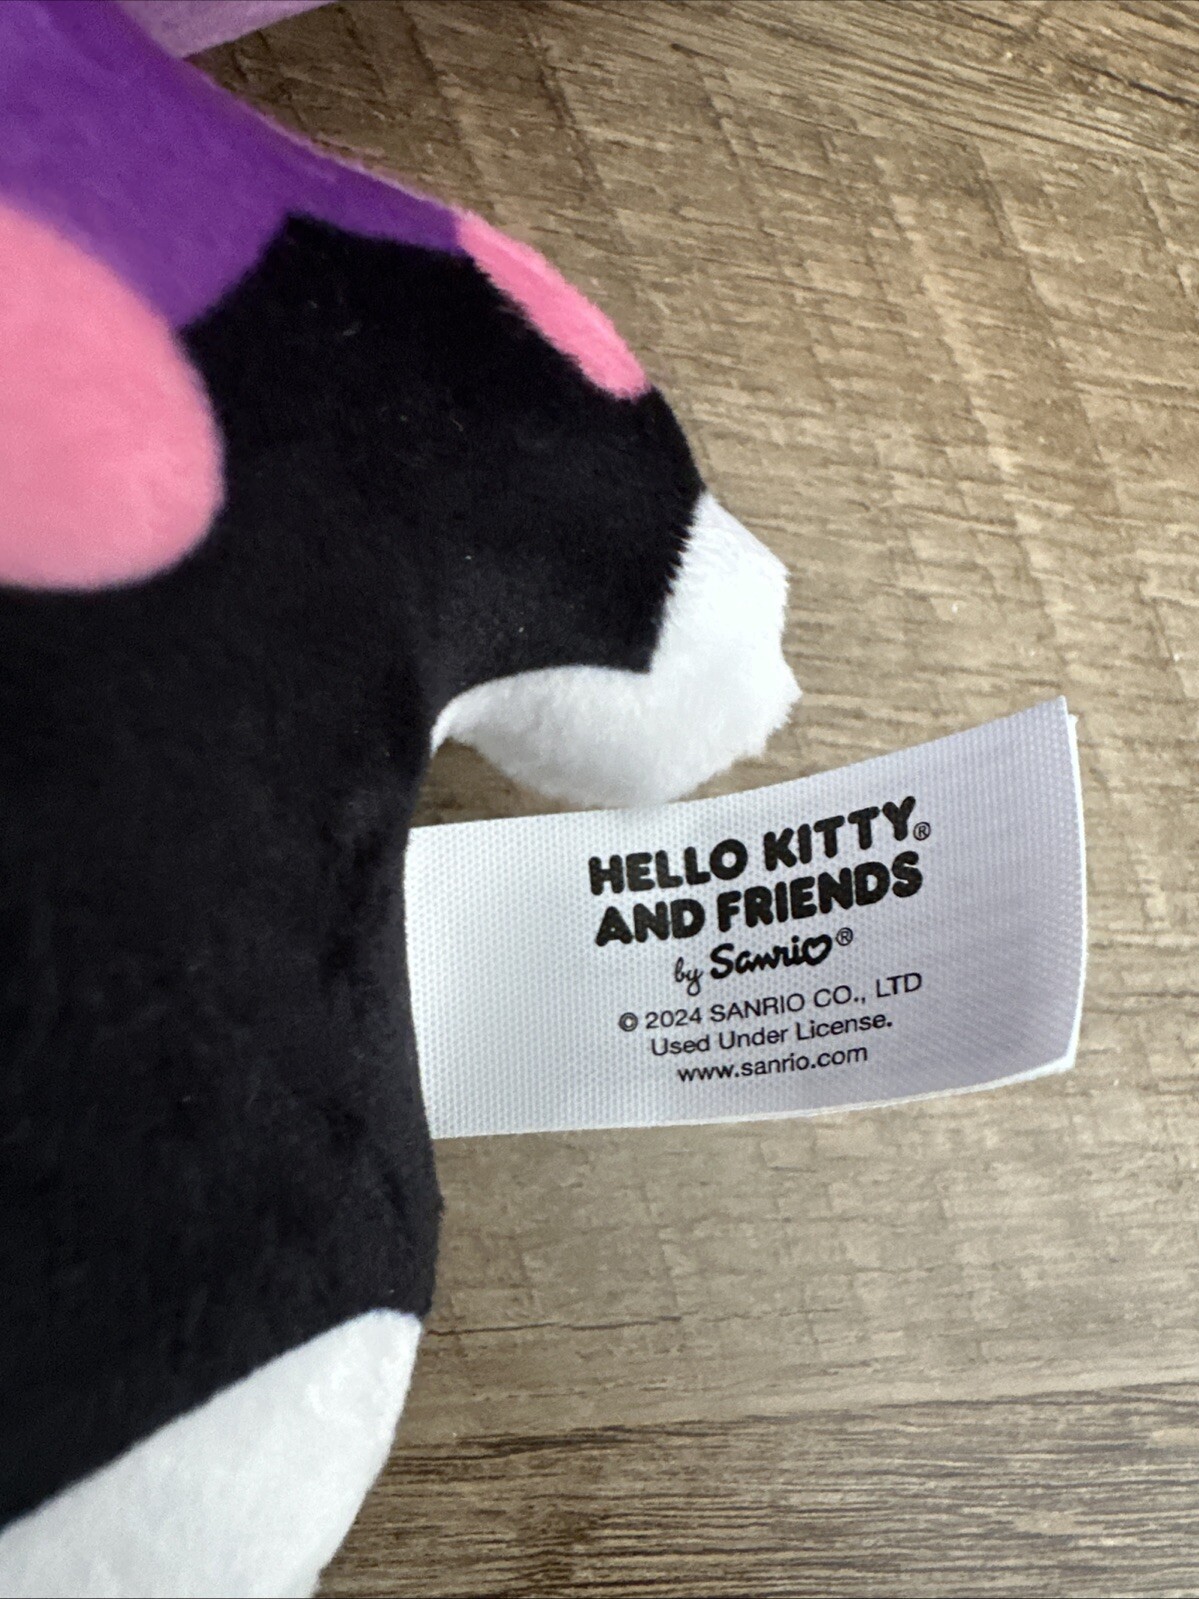 HELLO KITTY®
AND FRIENDS
by Sanrio®
© 2024 SANRIO CO., LTD
Used Under License.
www.sanrio.com